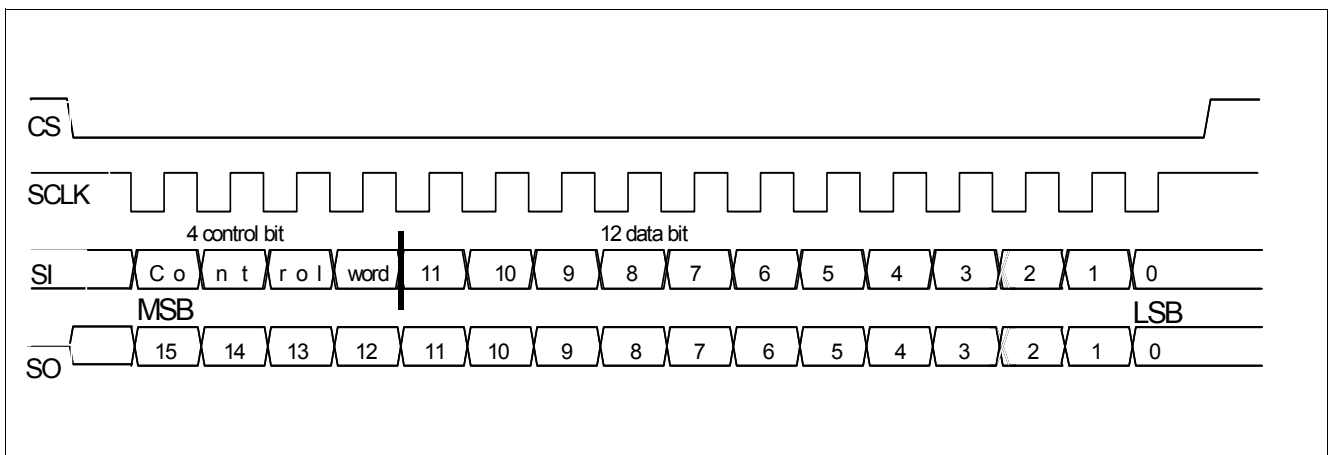 CS
SCLK
4 control bit 12 data bit
SI C o n t r o l word 11 10 9 8 7 6 5 4 3 2 1 0
MSB LSB
SO 15 14 13 12 11 10 9 8 7 6 5 4 3 2 1 0